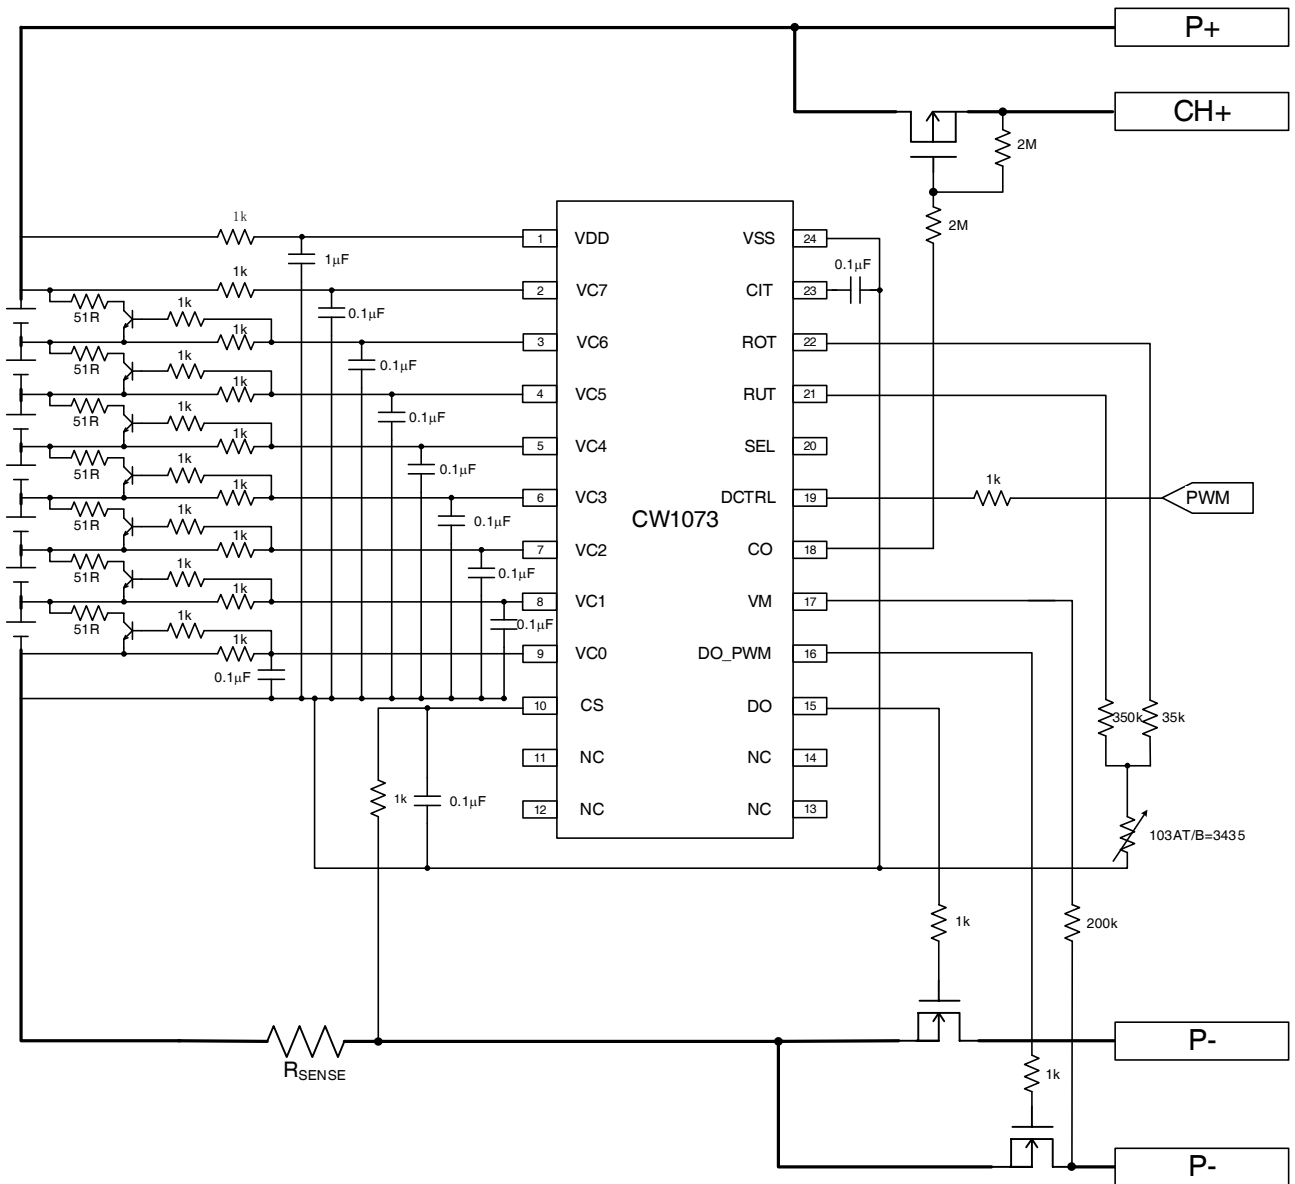 P+
CH+
2M
2M
1k
1 VDD VSS 24
1µF
0.1µF
1k
2 VC7 CIT 23
51R
1k
0.1µF
1k
3 VC6 ROT 22
51R
1k
0.1µF
1k
4 VC5 RUT 21
51R
1k
0.1µF
1k
5 VC4 SEL 20
51R
1k
0.1µF
1k
6 VC3 DCTRL 19
1k
PWM
CW1073
51R
1k
0.1µF
1k
7 VC2 CO 18
51R
1k
0.1µF
1k
8 VC1 VM 17
51R
1k
0.1µF
1k
9 VC0 DO_PWM 16
0.1µF
10 CS DO 15
350k
35k
11 NC NC 14
1k
0.1µF
12 NC NC 13
103AT/B=3435
1k
200k
RSENSE
P-
1k
P-